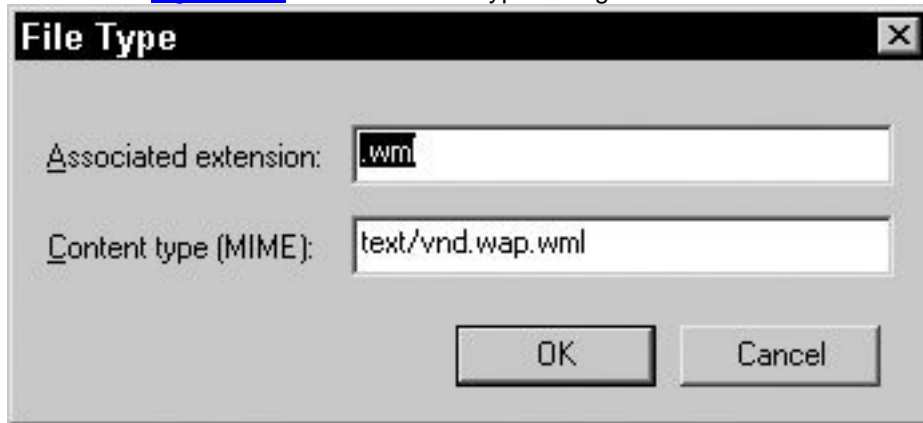 File Type
Associated extension: .wml
Content type (MIME): text/vnd.wap.wml
OK Cancel